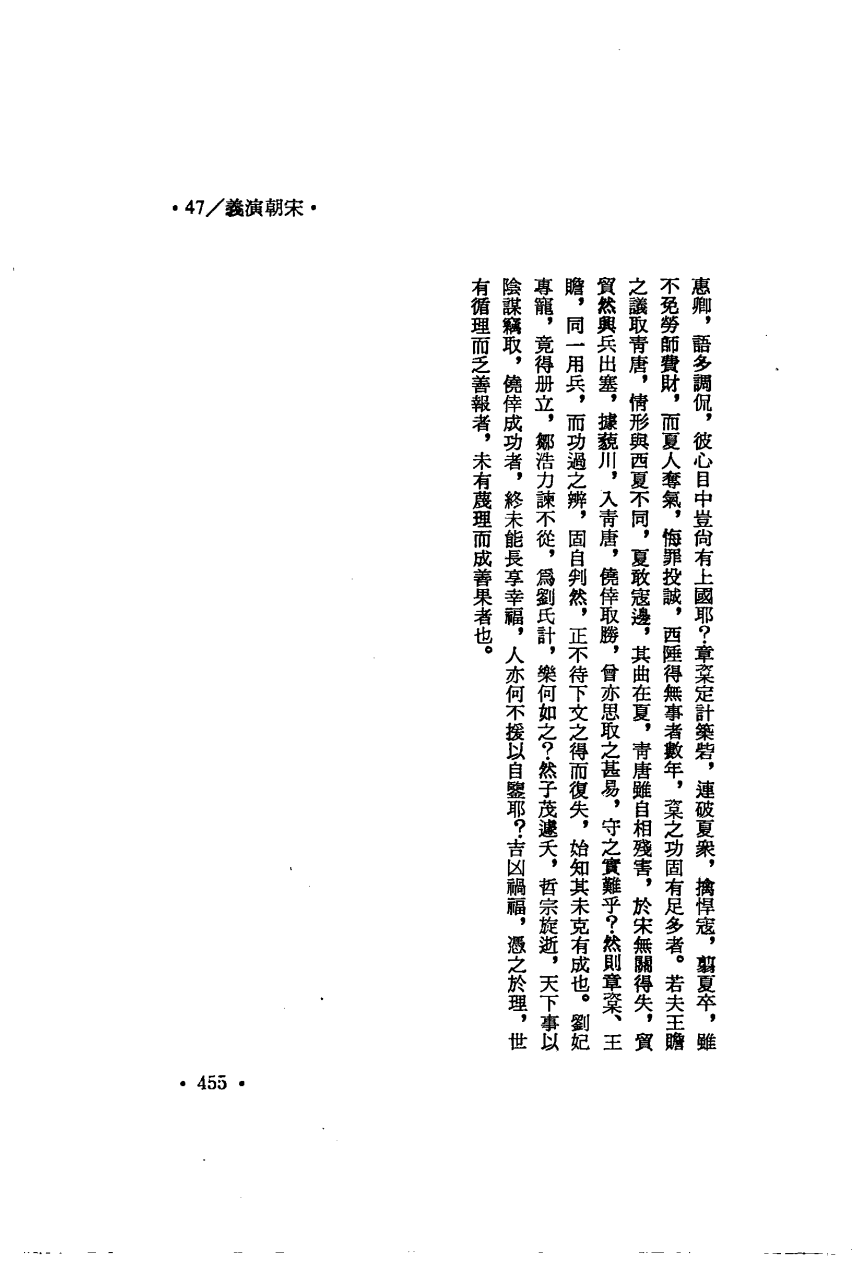 •47／義演朝宋•
惠卿，語多調侃，彼心目中豈尙有上國耶？章楶定計築砦，連破夏衆，擒悍寇，翦夏卒，雖
不免勞師費財，而夏人奪氣，悔罪投誠，西陲得無事者數年，楶之功固有足多者。若夫王贍
之議取靑唐，情形與西夏不同，夏敢寇邊，其曲在夏，靑唐雖自相殘害，於宋無關得失，貿
貿然興兵出塞，據藐川，入靑唐，僥倖取勝，曾亦思取之甚易，守之實難乎？然則章楶、王
贍，同一用兵，而功過之辨，固自判然，正不待下文之得而復失，始知其未克有成也。劉妃
專寵，竟得册立，鄒浩力諫不從，爲劉氏計，樂何如之？然子茂遽夭，哲宗旋逝，天下事以
陰謀竊取，僥倖成功者，終未能長享幸福，人亦何不援以自鑒耶？吉凶禍福，憑之於理，世
有循理而乏善報者，未有蔑理而成善果者也。
• 455 •